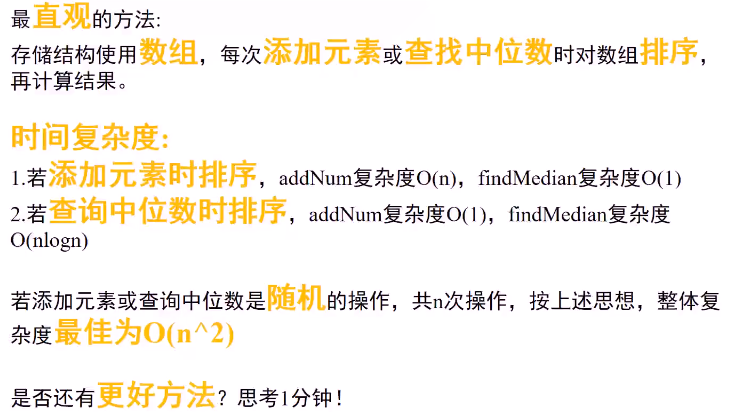 最直观的方法:
存储结构使用数组，每次添加元素或查找中位数时对数组排序，
再计算结果。
时间复杂度:
1.若添加元素时排序，addNum复杂度O(n)，findMedian复杂度O(1)
2.若查询中位数时排序，addNum复杂度O(1)，findMedian复杂度
O(nlogn)
若添加元素或查询中位数是随机的操作，共n次操作，按上述思想，整体复
杂度最佳为O(n^2)
是否还有更好方法？思考1分钟！